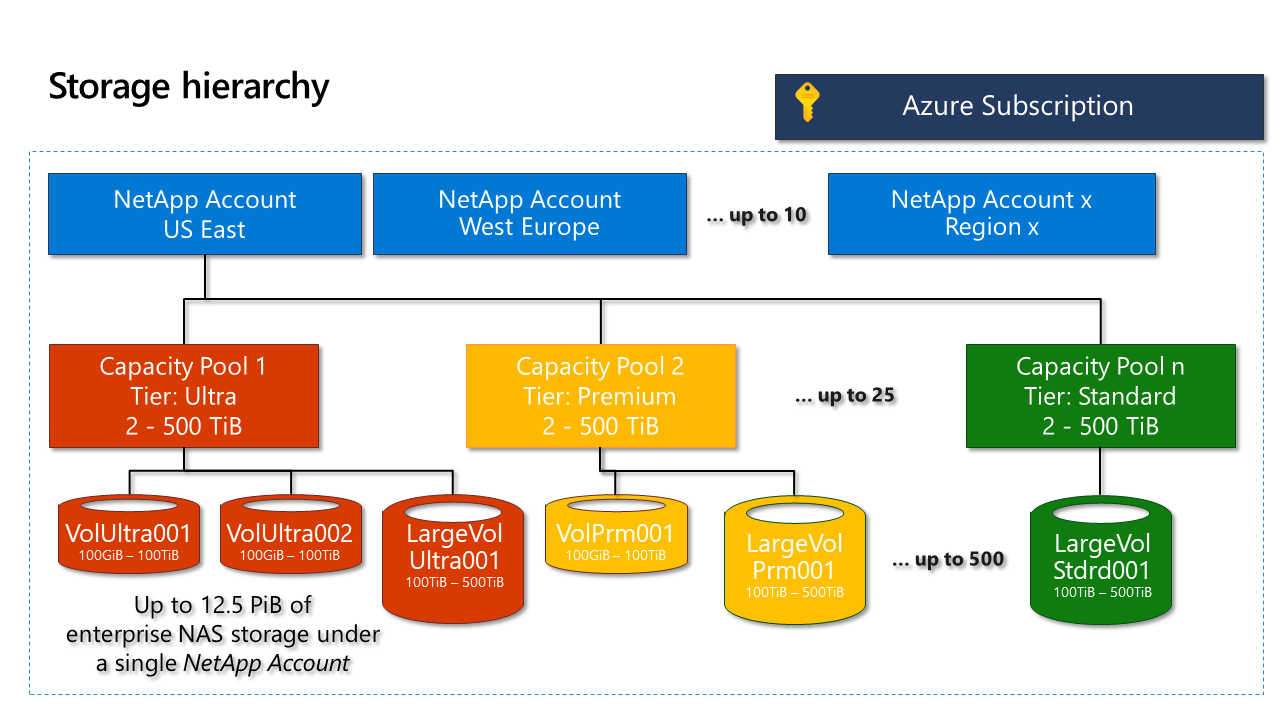 Storage hierarchy
Azure Subscription
NetApp Account
US East
NetApp Account
West Europe
... up to 10
NetApp Account x
Region x
Capacity Pool 1
Tier: Ultra
2 - 500 TiB
Capacity Pool 2
Tier: Premium
2 - 500 TiB
... up to 25
Capacity Pool n
Tier: Standard
2 - 500 TiB
VolUltra001
100GiB – 100TiB
VolUltra002
100GiB – 100TiB
LargeVol
Ultra001
100TiB – 500TiB
VolPrm001
100GiB – 100TiB
LargeVol
Prm001
100TiB – 500TiB
... up to 500
LargeVol
Stdrd001
100TiB – 500TiB
Up to 12.5 PiB of
enterprise NAS storage under
a single NetApp Account